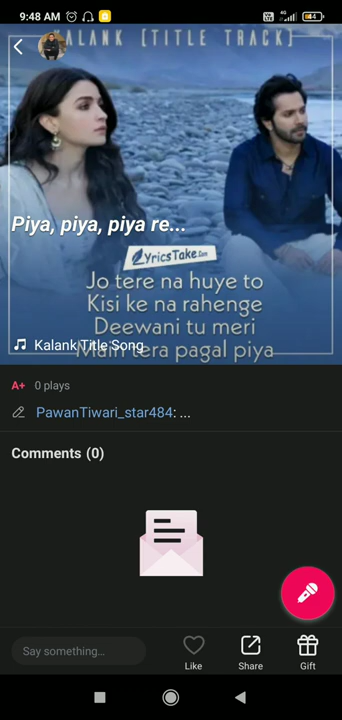 9:48 AM
4G
44
KALANK [TITLE TRACK]
Piya, piya, piya re...
LyricsTake.Com
Jo tere na huye to
Kisi ke na rahenge
Deewani tu meri
Main tera pagal piya
Kalank Title Song
A+ 0 plays
PawanTiwari_star484: ...
Comments (0)
Say something...
Like
Share
Gift